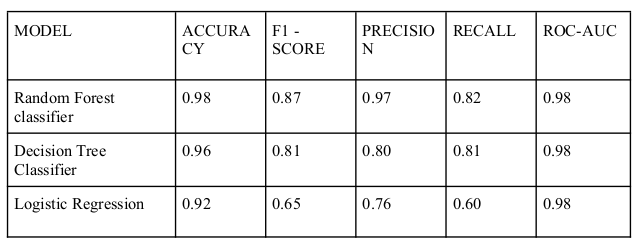 MODEL ACCURA F1 - PRECISIO RECALL ROC-AUC
CY SCORE N
Random Forest 0.98 0.87 0.97 0.82 0.98
classifier
Decision Tree 0.96 0.81 0.80 0.81 0.98
Classifier
Logistic Regression 0.92 0.65 0.76 0.60 0.98